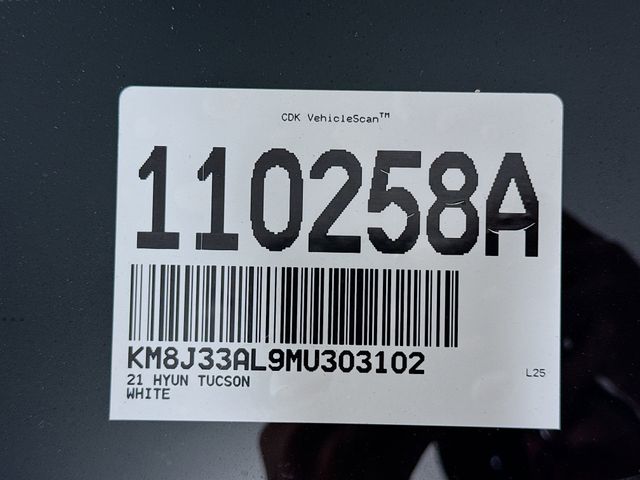 CDK VehicleScan™
110258A
KM8J33AL9MU303102
21 HYUN TUCSON
WHITE
L25